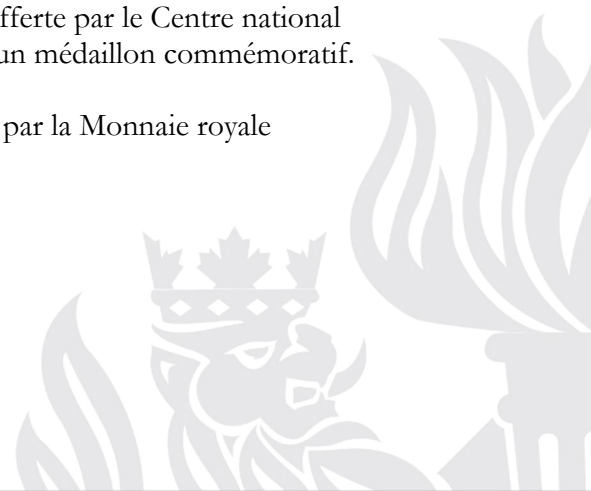 fferte par le Centre national
un médaillon commémoratif.
par la Monnaie royale